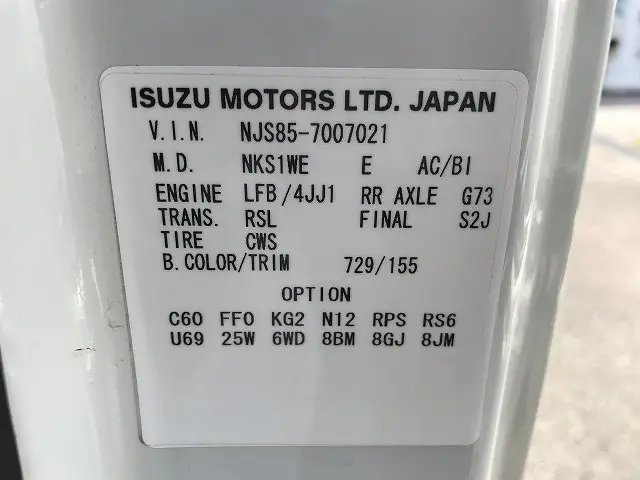 ISUZU MOTORS LTD. JAPAN
V.I.N. NJS85-7007021
M.D. NKS1WE E AC/BI
ENGINE LFB/4JJ1 RR AXLE G73
TRANS. RSL FINAL S2J
TIRE CWS
B.COLOR/TRIM 729/155
OPTION
C60 FF0 KG2 N12 RPS RS6
U69 25W 6WD 8BM 8GJ 8JM